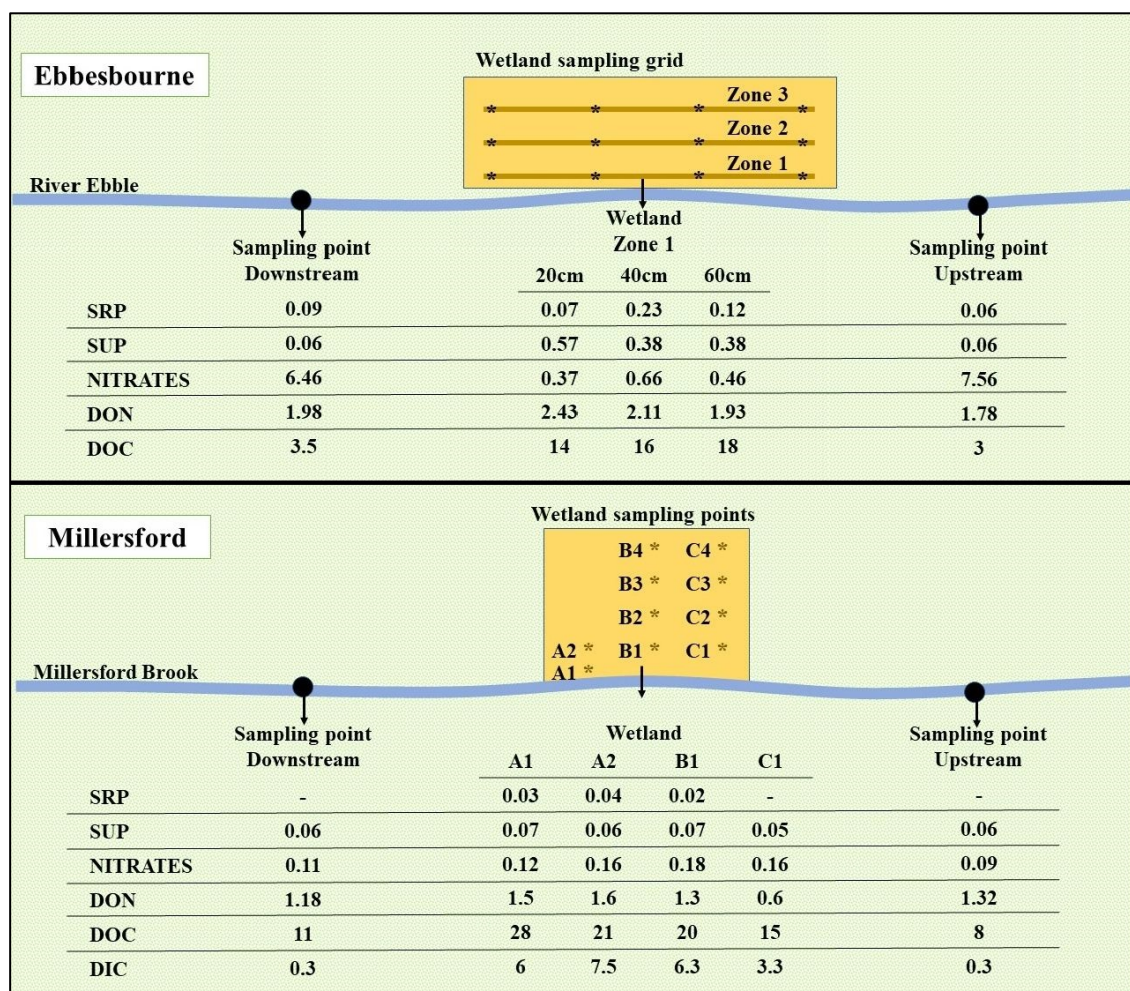 Ebbesbourne
Wetland sampling grid
* * * * Zone 3
* * * * Zone 2
* * * * Zone 1
River Ebble
Sampling point
Downstream
Wetland
Zone 1
Sampling point
Upstream
20cm 40cm 60cm
SRP 0.09 0.07 0.23 0.12 0.06
SUP 0.06 0.57 0.38 0.38 0.06
NITRATES 6.46 0.37 0.66 0.46 7.56
DON 1.98 2.43 2.11 1.93 1.78
DOC 3.5 14 16 18 3
Millersford
Wetland sampling points
B4 * C4 *
B3 * C3 *
B2 * C2 *
A2 * B1 * C1 *
A1 *
Millersford Brook
Sampling point
Downstream
Wetland
Sampling point
Upstream
A1 A2 B1 C1
SRP - 0.03 0.04 0.02 - -
SUP 0.06 0.07 0.06 0.07 0.05 0.06
NITRATES 0.11 0.12 0.16 0.18 0.16 0.09
DON 1.18 1.5 1.6 1.3 0.6 1.32
DOC 11 28 21 20 15 8
DIC 0.3 6 7.5 6.3 3.3 0.3